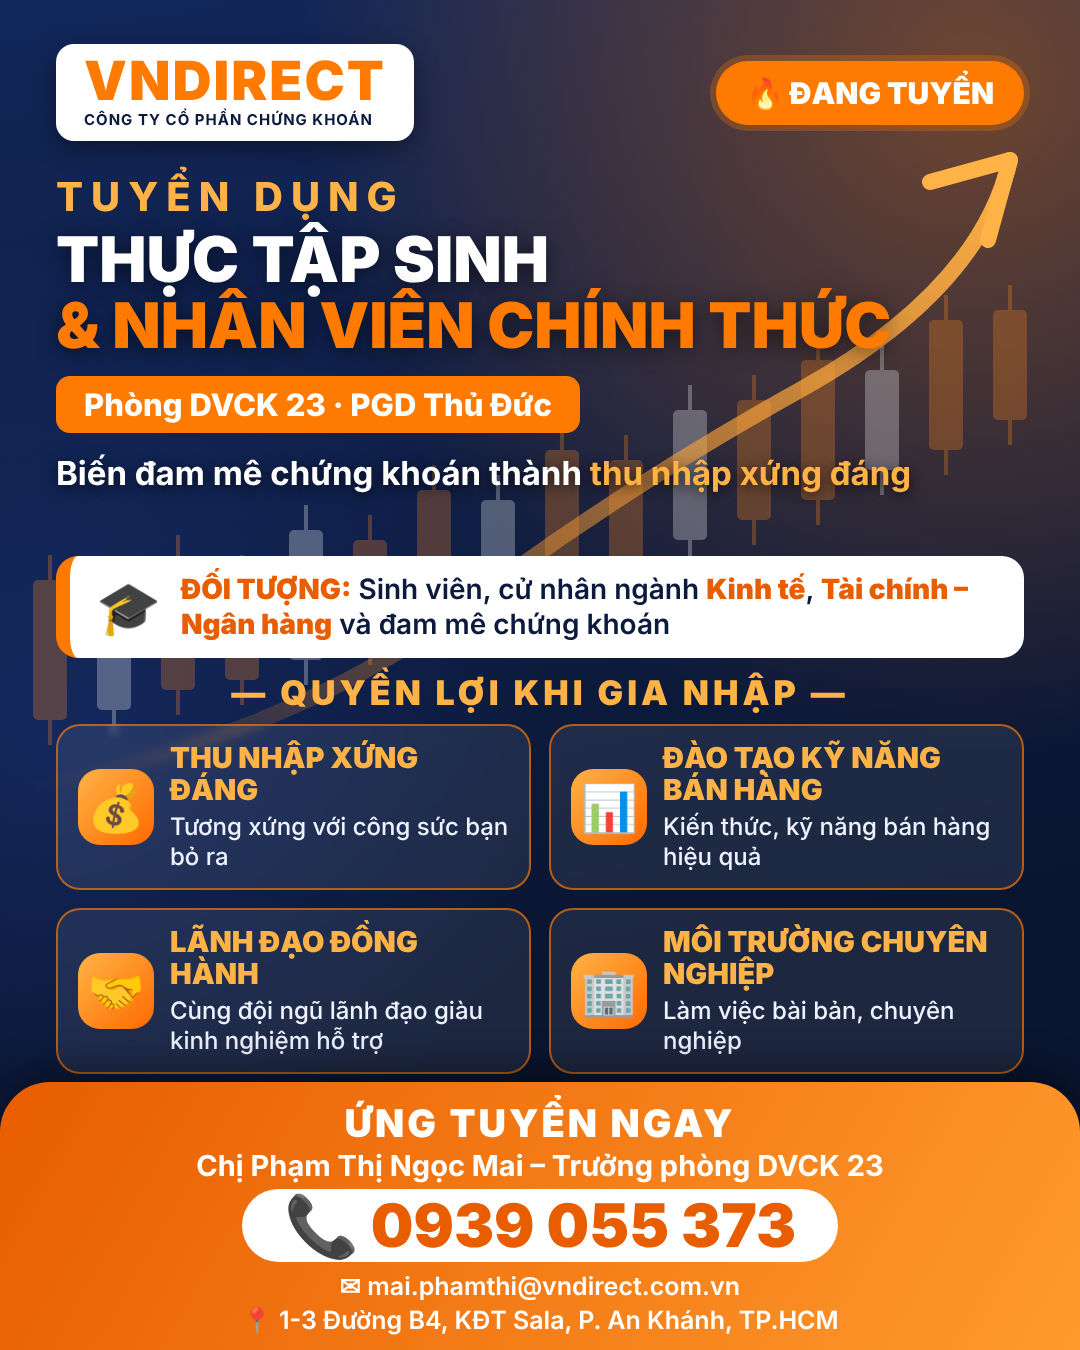 VNDIRECT
CÔNG TY CỔ PHẦN CHỨNG KHOÁN
🔥 ĐANG TUYỂN
TUYỂN DỤNG
THỰC TẬP SINH
& NHÂN VIÊN CHÍNH THỨC
Phòng DVCK 23 · PGD Thủ Đức
Biến đam mê chứng khoán thành thu nhập xứng đáng
ĐỐI TƯỢNG: Sinh viên, cử nhân ngành Kinh tế, Tài chính –
Ngân hàng và đam mê chứng khoán
— QUYỀN LỢI KHI GIA NHẬP —
THU NHẬP XỨNG
ĐÁNG
Tương xứng với công sức bạn
bỏ ra
ĐÀO TẠO KỸ NĂNG
BÁN HÀNG
Kiến thức, kỹ năng bán hàng
hiệu quả
LÃNH ĐẠO ĐỒNG
HÀNH
Cùng đội ngũ lãnh đạo giàu
kinh nghiệm hỗ trợ
MÔI TRƯỜNG CHUYÊN
NGHIỆP
Làm việc bài bản, chuyên
nghiệp
ỨNG TUYỂN NGAY
Chị Phạm Thị Ngọc Mai – Trưởng phòng DVCK 23
📞 0939 055 373
✉ mai.phamthi@vndirect.com.vn
📍 1-3 Đường B4, KĐT Sala, P. An Khánh, TP.HCM